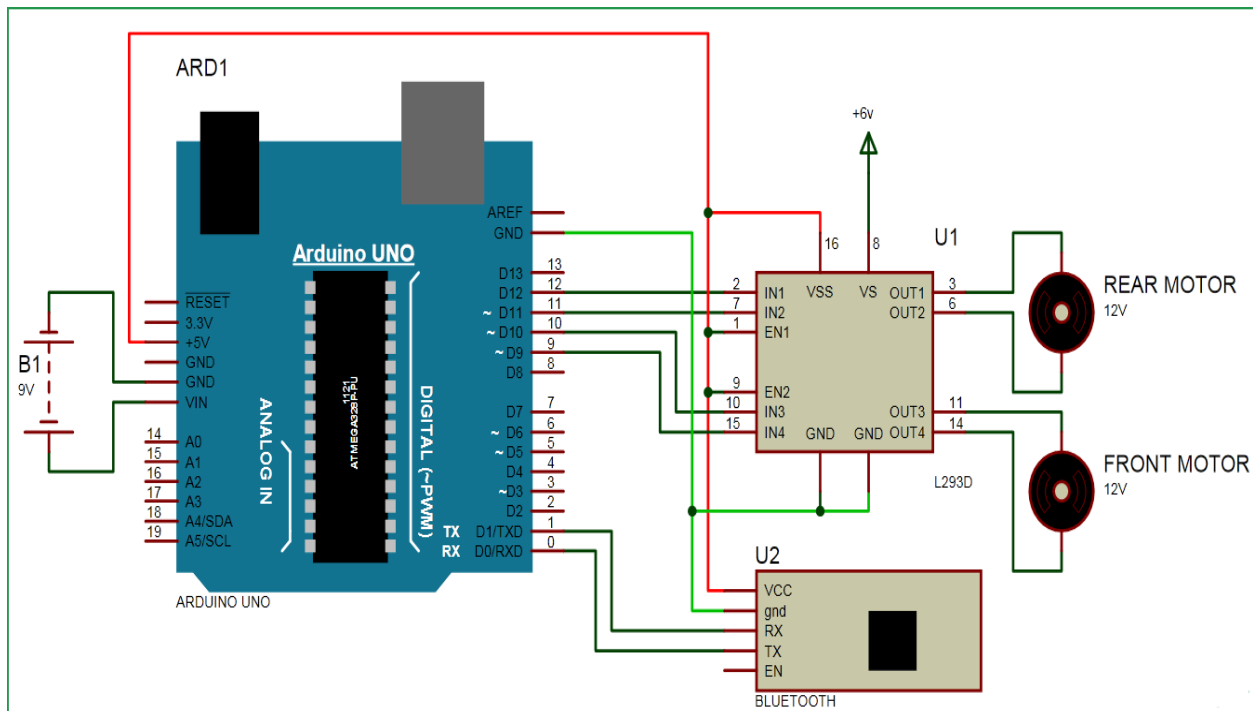 ARD1
Arduino UNO
AREF
GND
13 D13
12 D12
11 ~ D11
10 ~ D10
9 ~ D9
8 D8
7 D7
6 ~ D6
5 ~ D5
4 D4
3 ~D3
2 D2
1 TX D1/TXD
0 RX D0/RXD
RESET
3.3V
+5V
GND
GND
VIN
14 A0
15 A1
16 A2
17 A3
18 A4/SDA
19 A5/SCL
ANALOG IN
DIGITAL (~PWM)
1121
ATMEGA328P-PU
ARDUINO UNO
B1
9V
+6v
16
8
U1
VSS
VS
2 IN1
7 IN2
1 EN1
9 EN2
10 IN3
15 IN4
GND
GND
OUT1 3
OUT2 6
OUT3 11
OUT4 14
L293D
REAR MOTOR
12V
FRONT MOTOR
12V
U2
VCC
gnd
RX
TX
EN
BLUETOOTH